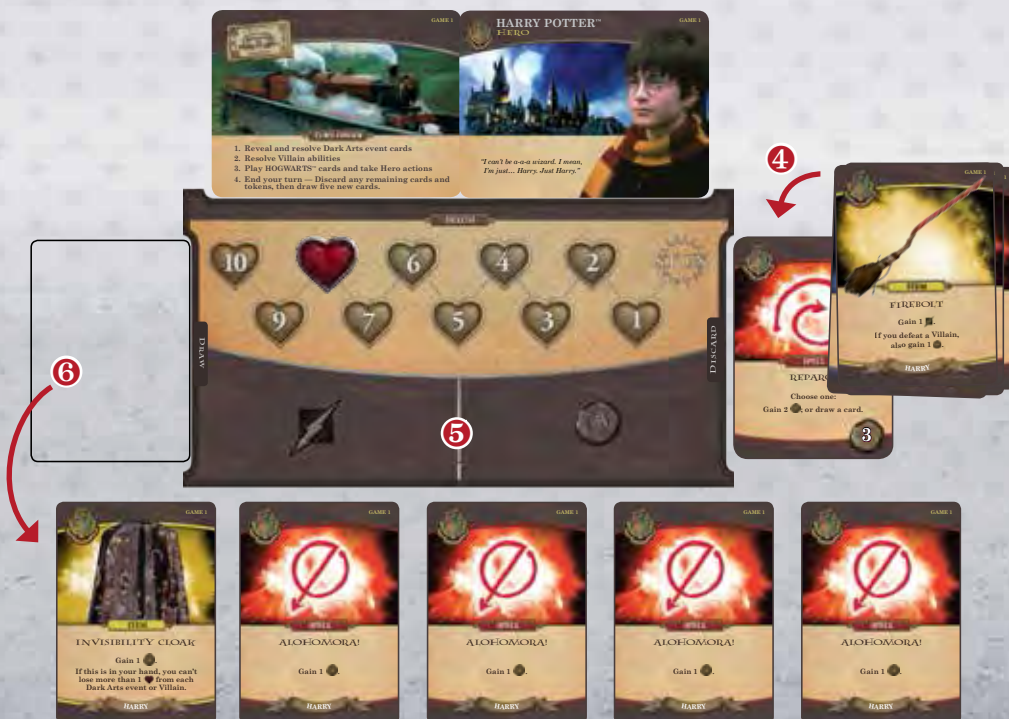 GAME 1
1. Reveal and resolve Dark Arts event cards
2. Resolve Villain abilities
3. Play HOGWARTS™ cards and take Hero actions
4. End your turn — Discard any remaining cards and
tokens, then draw five new cards.
GAME 1
HARRY POTTER™
HERO
"I can't be a-a-a wizard. I mean,
I'm just... Harry. Just Harry."
HEALTH
10
6
4
2
9
7
5
3
1
DRAW
DISCARD
4
GAME 1
ITEM
FIREBOLT
Gain 1
If you defeat a Villain,
also gain 1
HARRY
SPELL
REPARO
Choose one:
Gain 2 , or draw a card.
3
5
6
GAME 1
ITEM
INVISIBILITY CLOAK
Gain 1
If this is in your hand, you can't
lose more than 1 from each
Dark Arts event or Villain.
HARRY
GAME 1
SPELL
ALOHOMORA!
Gain 1
HARRY
GAME 1
SPELL
ALOHOMORA!
Gain 1
HARRY
GAME 1
SPELL
ALOHOMORA!
Gain 1
HARRY
GAME 1
SPELL
ALOHOMORA!
Gain 1
HARRY